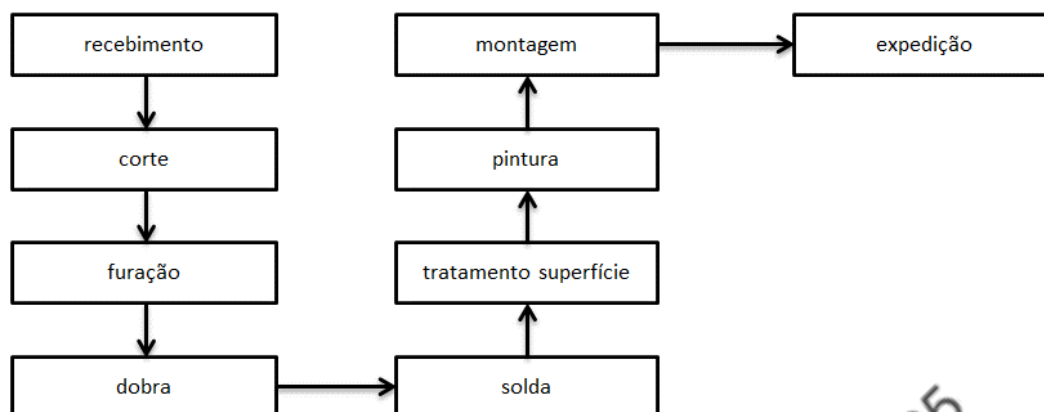 recebimento
corte
furação
dobra
solda
tratamento superfície
pintura
montagem
expedição